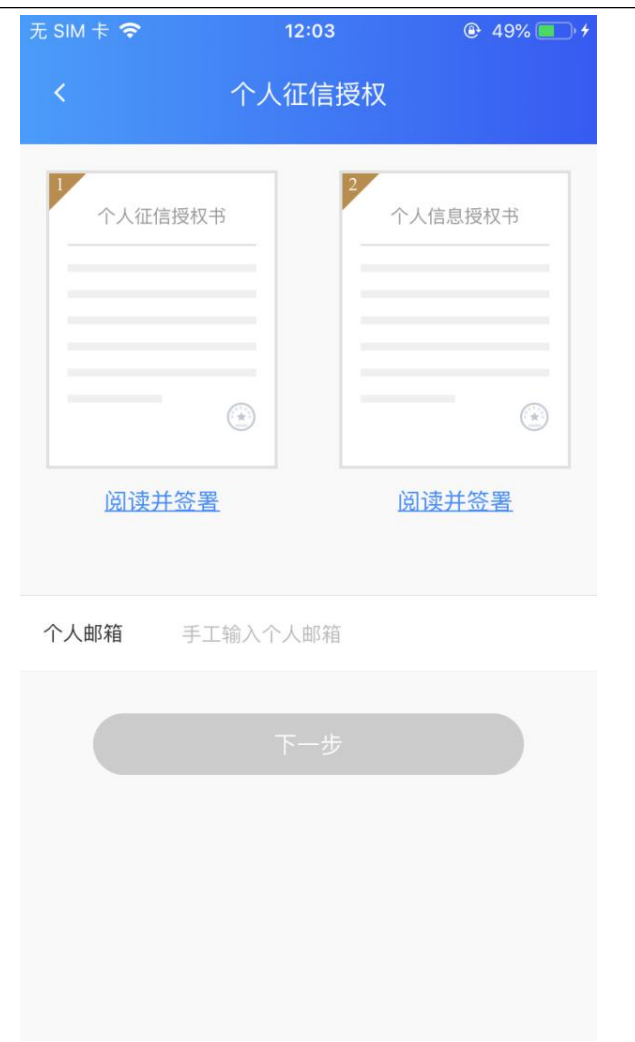 无 SIM 卡 12:03 49%
个人征信授权
1
个人征信授权书
2
个人信息授权书
阅读并签署 阅读并签署
个人邮箱 手工输入个人邮箱
下一步